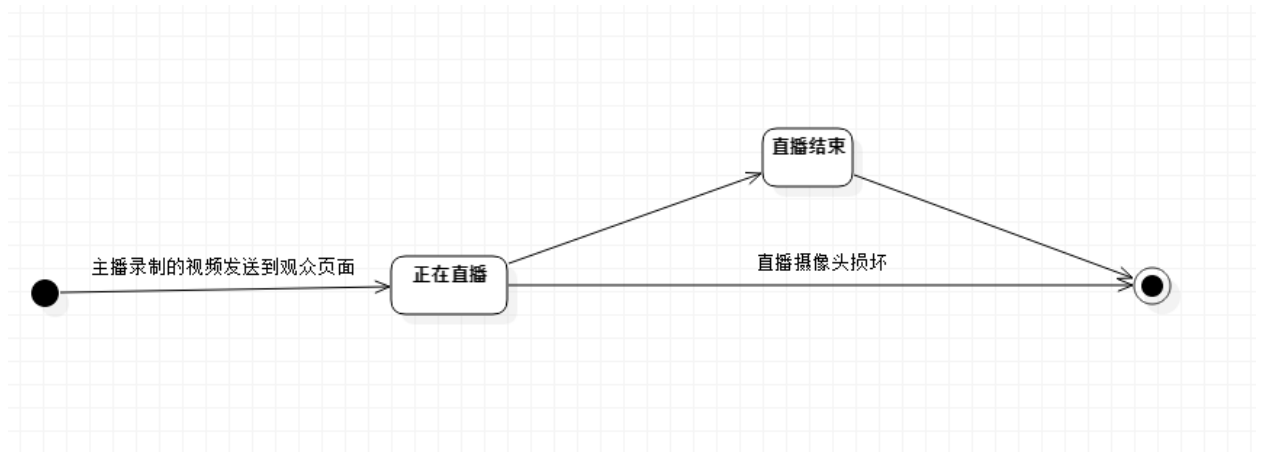 直播结束
主播录制的视频发送到观众页面
正在直播
直播摄像头损坏